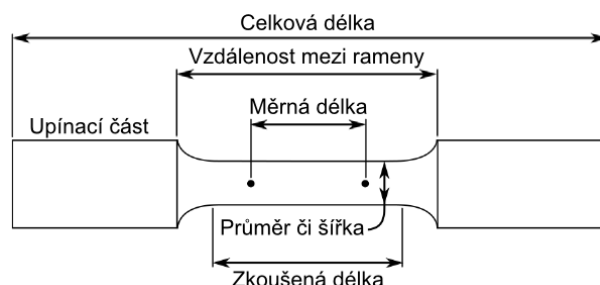 Celková délka
Vzdálenost mezi rameny
Měrná délka
Upínací část
Průměr či šířka
Zkoušená délka